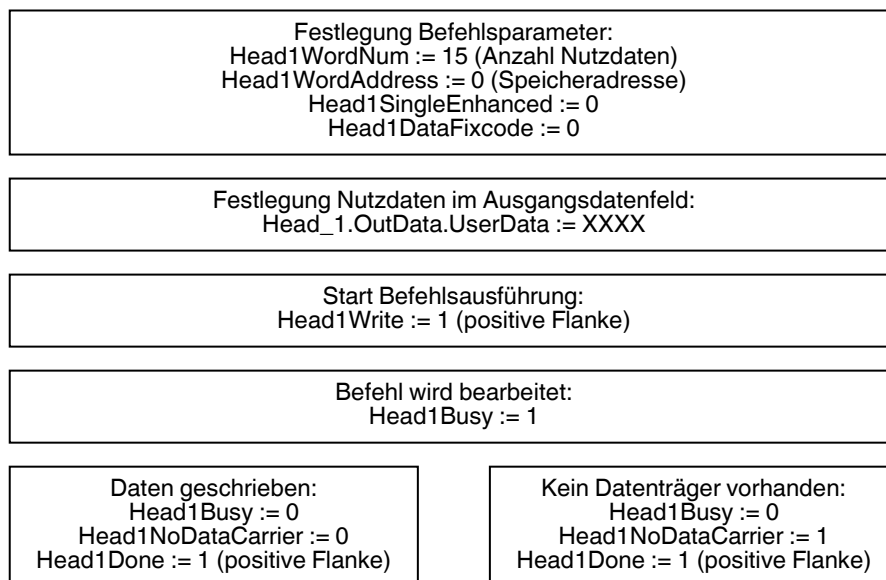 Festlegung Befehlsparameter:
Head1WordNum := 15 (Anzahl Nutzdaten)
Head1WordAddress := 0 (Speicheradresse)
Head1SingleEnhanced := 0
Head1DataFixcode := 0
Festlegung Nutzdaten im Ausgangsdatenfeld:
Head_1.OutData.UserData := XXXX
Start Befehlsausführung:
Head1Write := 1 (positive Flanke)
Befehl wird bearbeitet:
Head1Busy := 1
Daten geschrieben:
Head1Busy := 0
Head1NoDataCarrier := 0
Head1Done := 1 (positive Flanke)
Kein Datenträger vorhanden:
Head1Busy := 0
Head1NoDataCarrier := 1
Head1Done := 1 (positive Flanke)